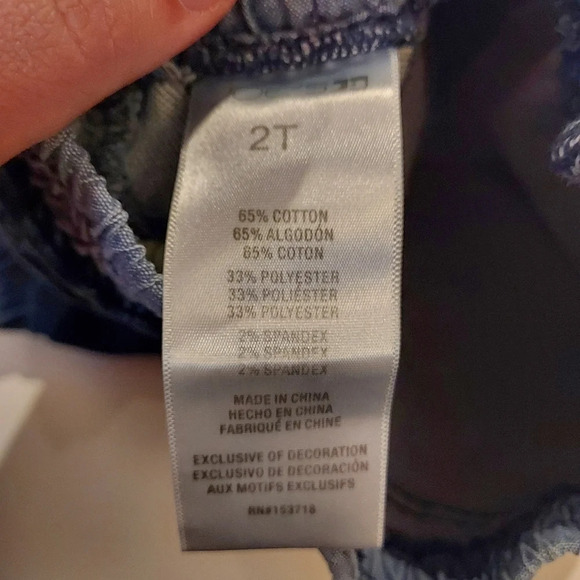 2T
65% COTTON
65% ALGODÓN
65% COTON
33% POLYESTER
33% POLIÉSTER
33% POLYESTER
2% SPANDEX
2% SPANDEX
2% SPANDEX
MADE IN CHINA
HECHO EN CHINA
FABRIQUÉ EN CHINE
EXCLUSIVE OF DECORATION
EXCLUSIVO DE DECORACIÓN
AUX MOTIFS EXCLUSIFS
RN#153718